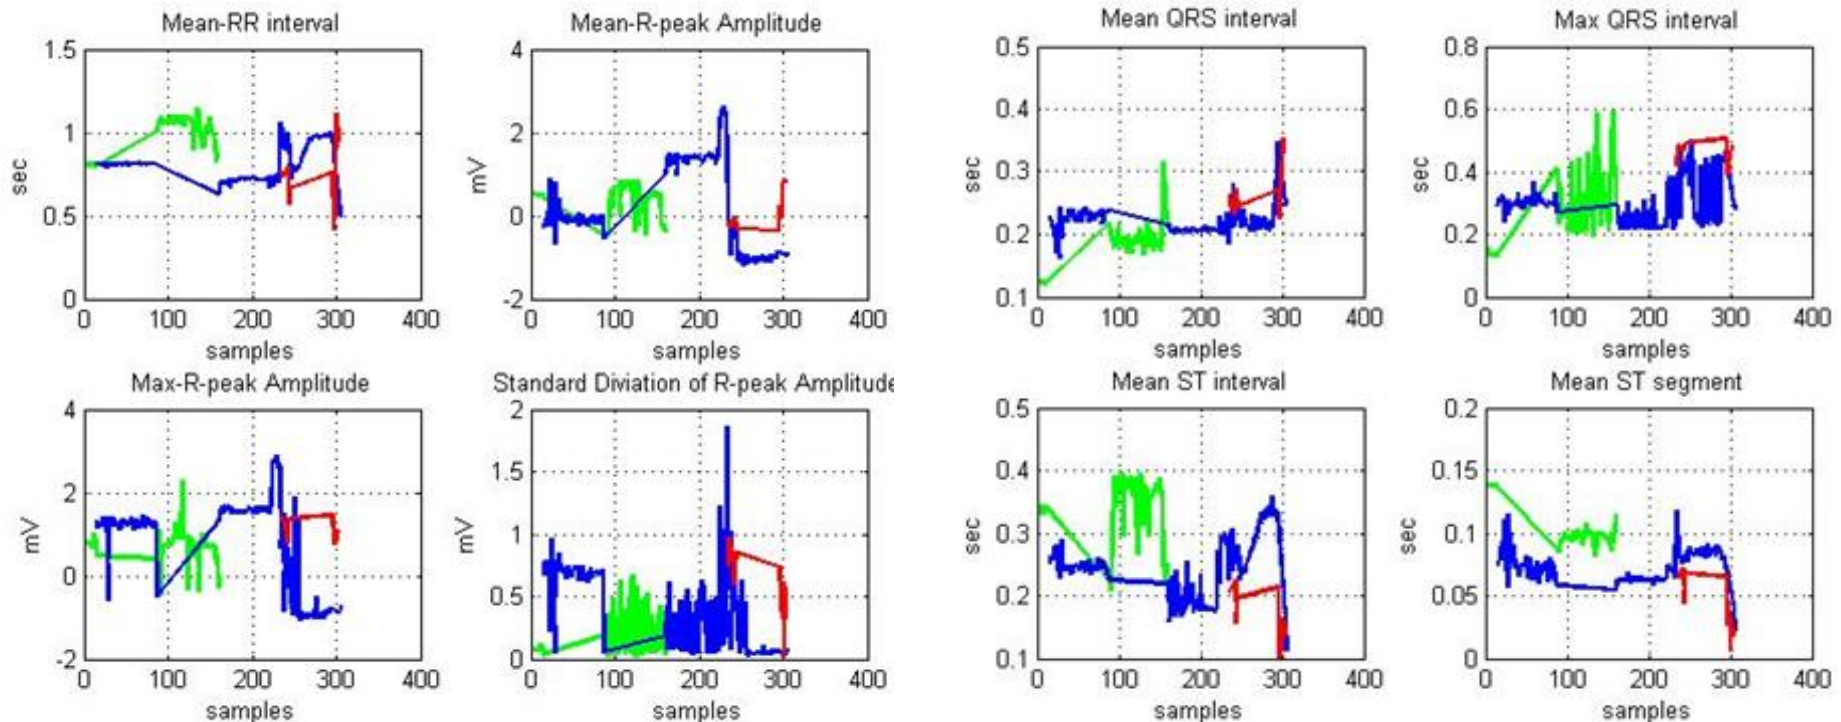 Mean-RR interval
1.5
1
0.5
0
sec
0 100 200 300 400
samples
Mean-R-peak Amplitude
4
2
0
-2
mV
0 100 200 300 400
samples
Mean QRS interval
0.5
0.4
0.3
0.2
0.1
sec
0 100 200 300 400
samples
Max QRS interval
0.8
0.6
0.4
0.2
0
sec
0 100 200 300 400
samples
Max-R-peak Amplitude
4
2
0
-2
mV
0 100 200 300 400
samples
Standard Diviation of R-peak Amplitude
2
1.5
1
0.5
0
mV
0 100 200 300 400
samples
Mean ST interval
0.5
0.4
0.3
0.2
0.1
sec
0 100 200 300 400
samples
Mean ST segment
0.2
0.15
0.1
0.05
0
sec
0 100 200 300 400
samples